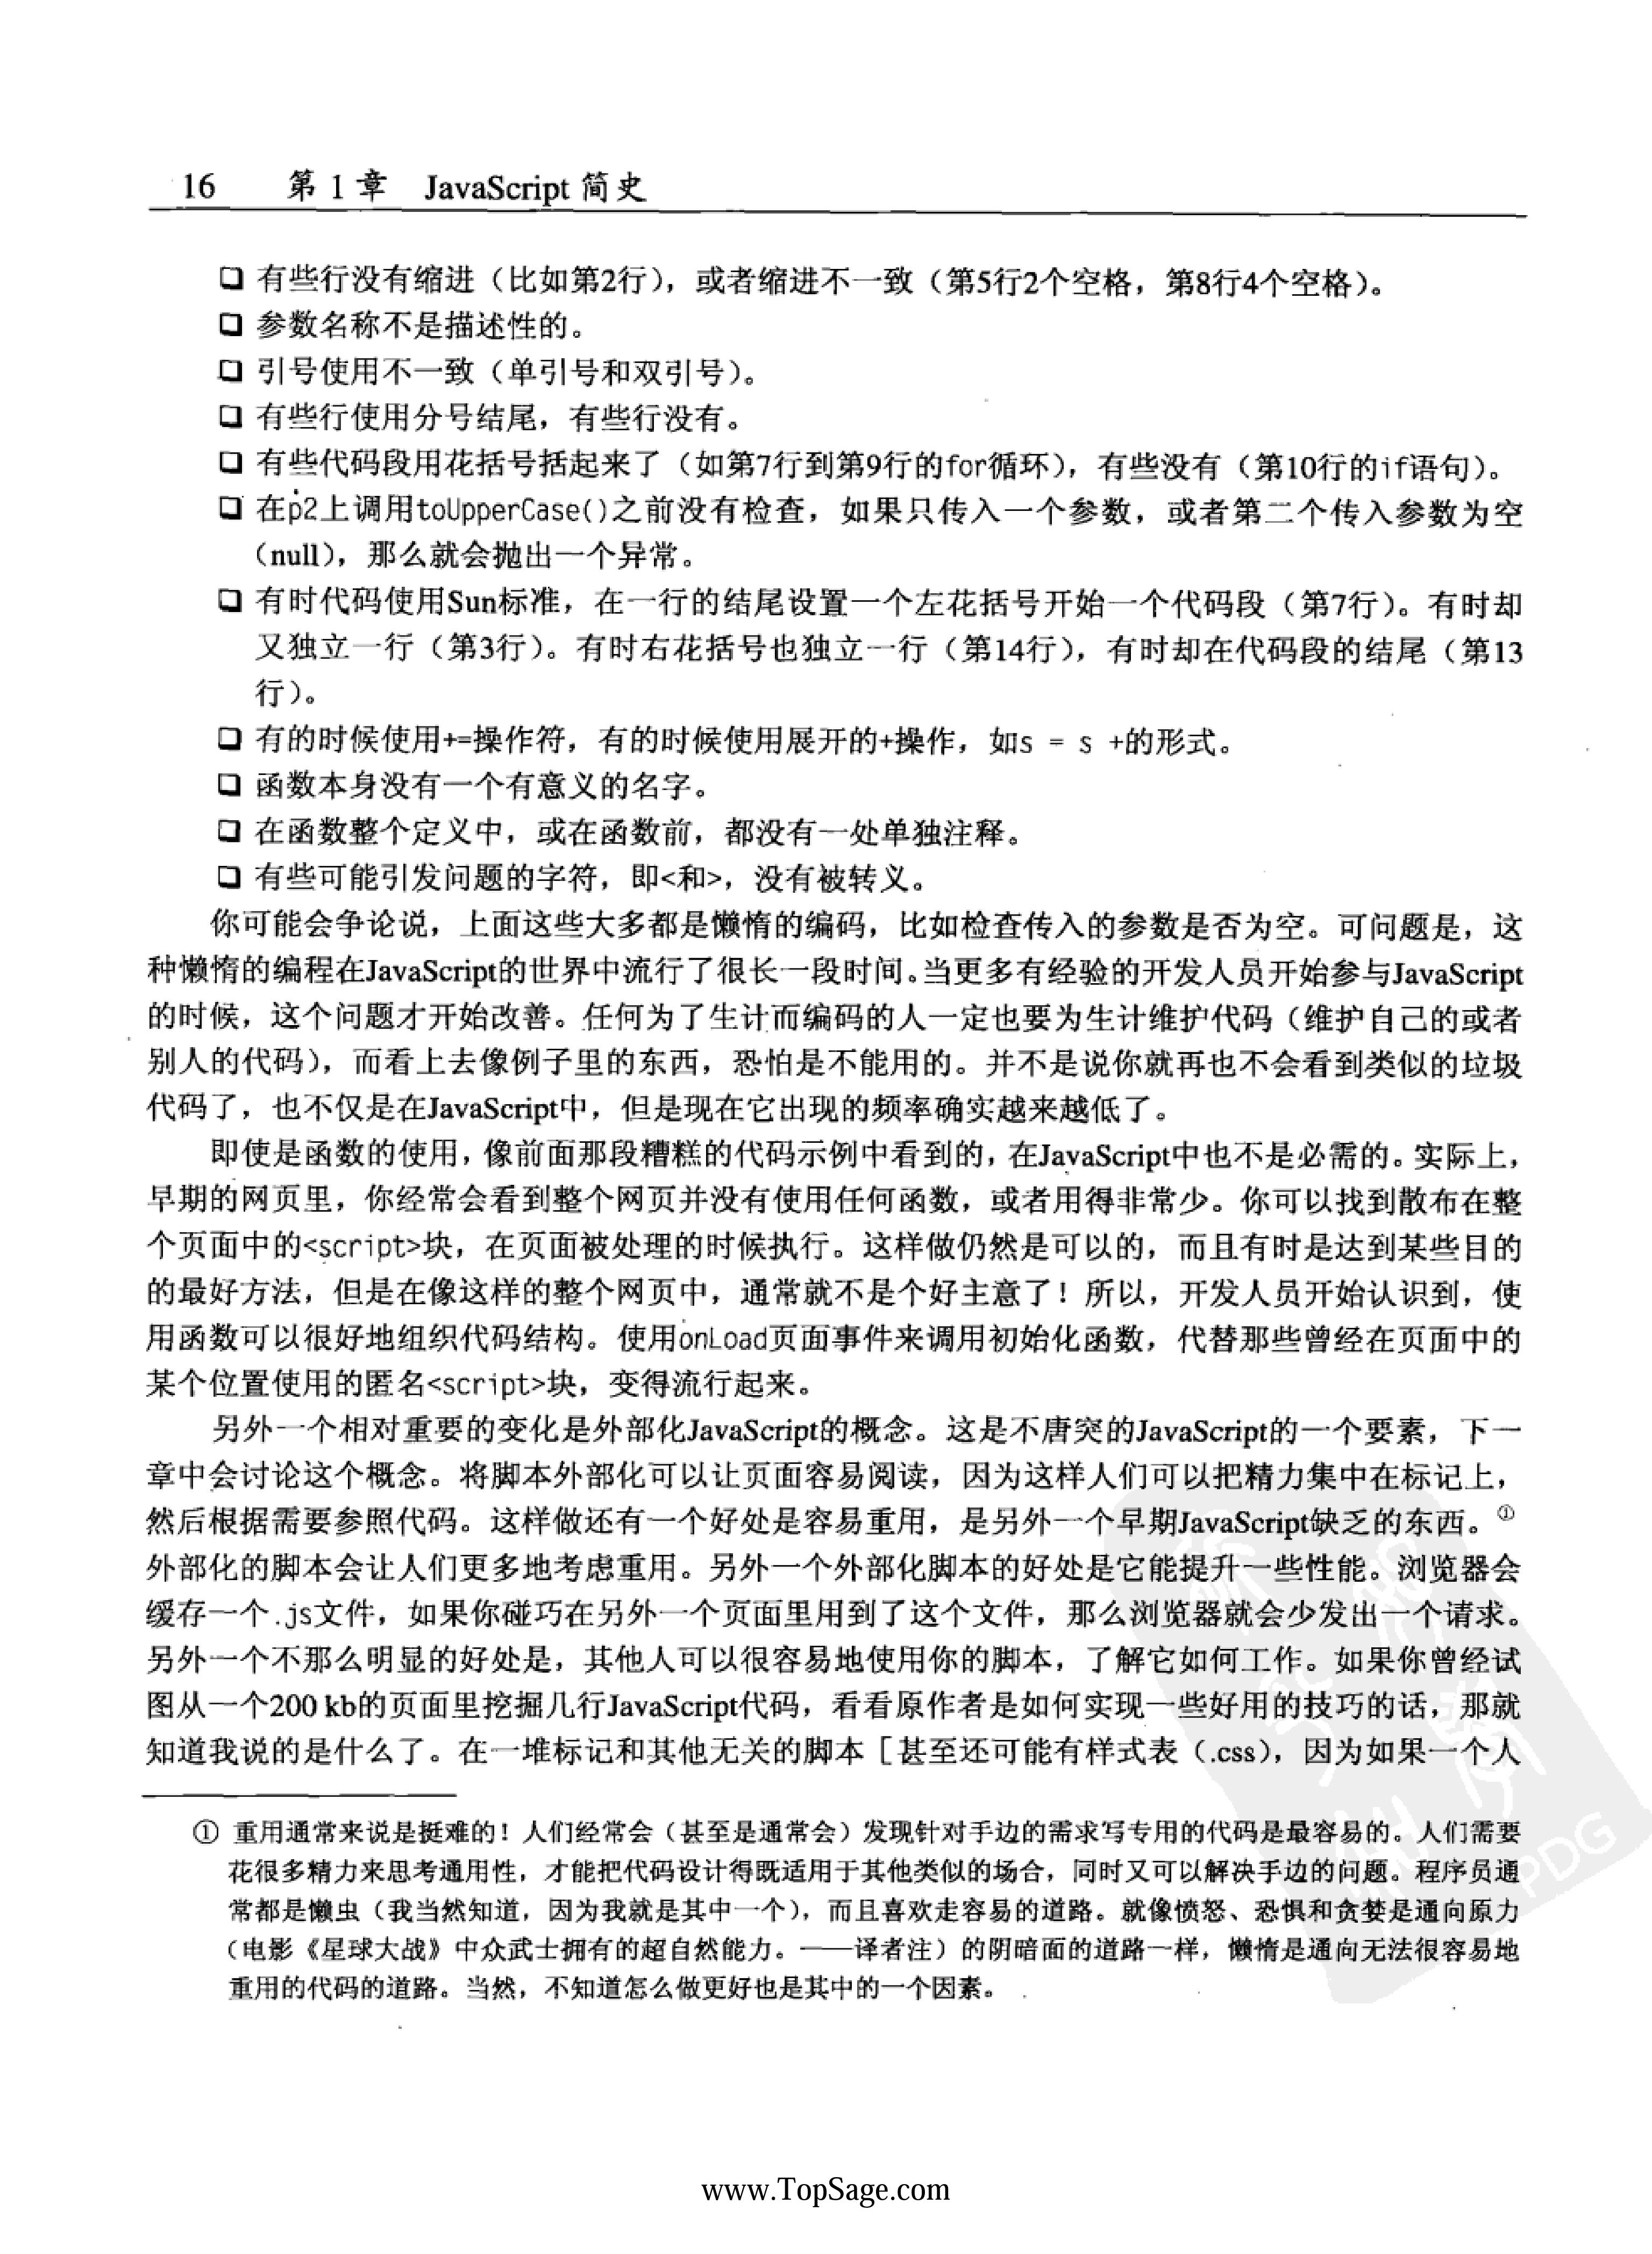 16 第 1 章 JavaScript 简史
❑ 有些行没有缩进（比如第2行），或者缩进不一致（第5行2个空格，第8行4个空格）。
❑ 参数名称不是描述性的。
❑ 引号使用不一致（单引号和双引号）。
❑ 有些行使用分号结尾，有些行没有。
❑ 有些代码段用花括号括起来了（如第7行到第9行的for循环），有些没有（第10行的if语句）。
❑ 在p2上调用toUpperCase()之前没有检查，如果只传入一个参数，或者第二个传入参数为空
（null），那么就会抛出一个异常。
❑ 有时代码使用Sun标准，在一行的结尾设置一个左花括号开始一个代码段（第7行）。有时却
又独立一行（第3行）。有时右花括号也独立一行（第14行），有时却在代码段的结尾（第13
行）。
❑ 有的时候使用+=操作符，有的时候使用展开的+操作，如s = s +的形式。
❑ 函数本身没有一个有意义的名字。
❑ 在函数整个定义中，或在函数前，都没有一处单独注释。
❑ 有些可能引发问题的字符，即<和>，没有被转义。
你可能会争论说，上面这些大多都是懒惰的编码，比如检查传入的参数是否为空。可问题是，这
种懒惰的编程在JavaScript的世界中流行了很长一段时间。当更多有经验的开发人员开始参与JavaScript
的时候，这个问题才开始改善。任何为了生计而编码的人一定也要为生计维护代码（维护自己的或者
别人的代码），而看上去像例子里的东西，恐怕是不能用的。并不是说你就再也不会看到类似的垃圾
代码了，也不仅是在JavaScript中，但是现在它出现的频率确实越来越低了。
即使是函数的使用，像前面那段糟糕的代码示例中看到的，在JavaScript中也不是必需的。实际上，
早期的网页里，你经常会看到整个网页并没有使用任何函数，或者用得非常少。你可以找到散布在整
个页面中的<script>块，在页面被处理的时候执行。这样做仍然是可以的，而且有时是达到某些目的
的最好方法，但是在像这样的整个网页中，通常就不是个好主意了！所以，开发人员开始认识到，使
用函数可以很好地组织代码结构。使用onLoad页面事件来调用初始化函数，代替那些曾经在页面中的
某个位置使用的匿名<script>块，变得流行起来。
另外一个相对重要的变化是外部化JavaScript的概念。这是不唐突的JavaScript的一个要素，下一
章中会讨论这个概念。将脚本外部化可以让页面容易阅读，因为这样人们可以把精力集中在标记上，
然后根据需要参照代码。这样做还有一个好处是容易重用，是另外一个早期JavaScript缺乏的东西。①
外部化的脚本会让人们更多地考虑重用。另外一个外部化脚本的好处是它能提升一些性能。浏览器会
缓存一个.js文件，如果你碰巧在另外一个页面里用到了这个文件，那么浏览器就会少发出一个请求。
另外一个不那么明显的好处是，其他人可以很容易地使用你的脚本，了解它如何工作。如果你曾经试
图从一个200 kb的页面里挖掘几行JavaScript代码，看看原作者是如何实现一些好用的技巧的话，那就
知道我说的是什么了。在一堆标记和其他无关的脚本［甚至还可能有样式表（.css），因为如果一个人
① 重用通常来说是挺难的！人们经常会（甚至是通常会）发现针对手边的需求写专用的代码是最容易的。人们需要
花很多精力来思考通用性，才能把代码设计得既适用于其他类似的场合，同时又可以解决手边的问题。程序员通
常都是懒虫（我当然知道，因为我就是其中一个），而且喜欢走容易的道路。就像愤怒、恐惧和贪婪是通向原力
（电影《星球大战》中众武士拥有的超自然能力。——译者注）的阴暗面的道路一样，懒惰是通向无法很容易地
重用的代码的道路。当然，不知道怎么做更好也是其中的一个因素。
PDG
www.TopSage.com